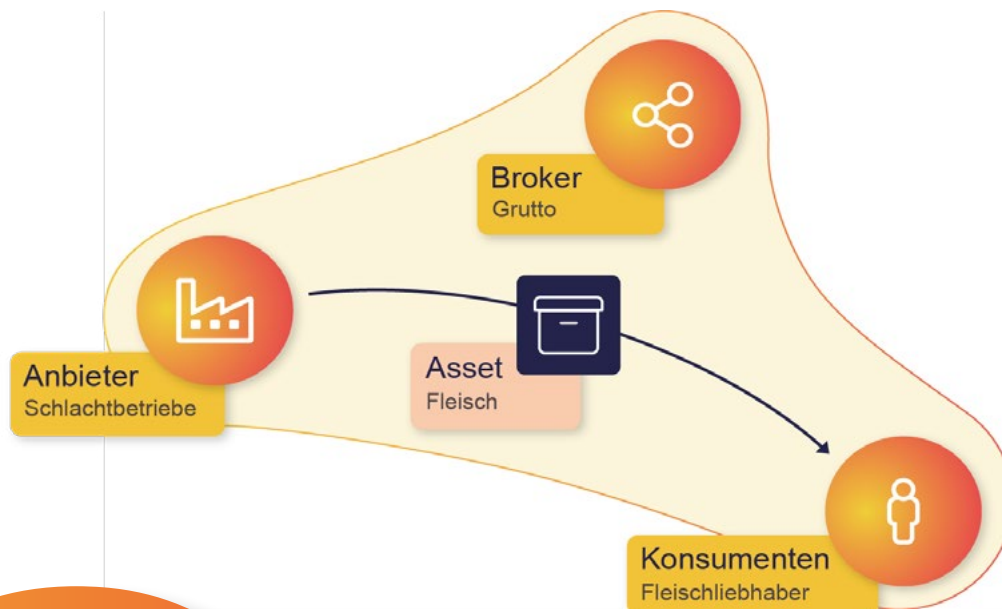 Broker
Grutto
Anbieter
Schlachtbetriebe
Asset
Fleisch
Konsumenten
Fleischliebhaber